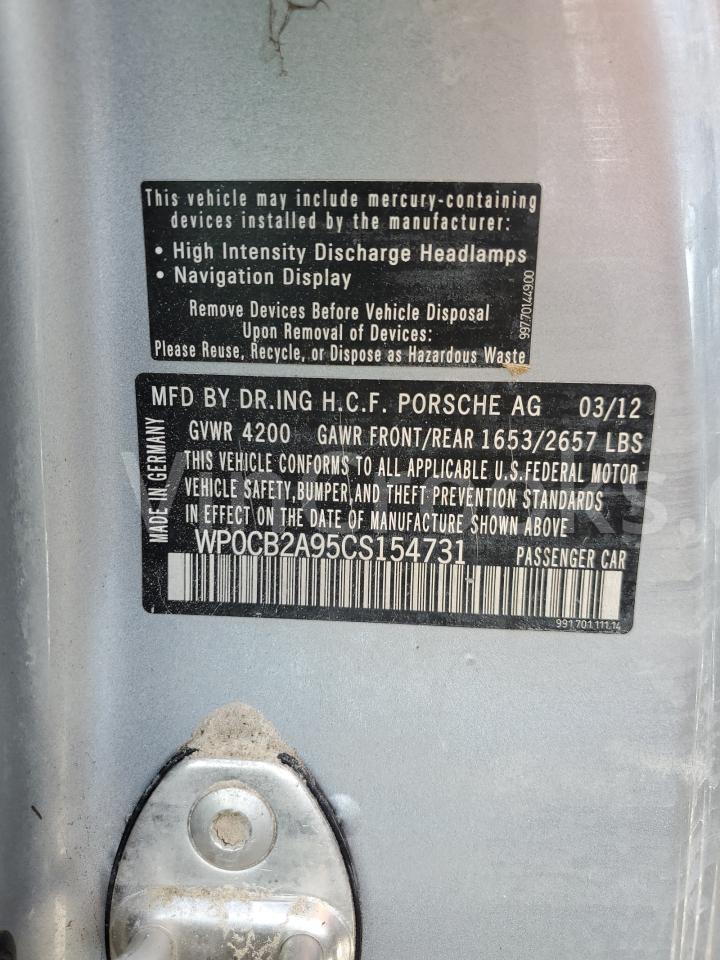 This vehicle may include mercury-containing
devices installed by the manufacturer:
• High Intensity Discharge Headlamps
• Navigation Display
Remove Devices Before Vehicle Disposal
Upon Removal of Devices:
Please Reuse, Recycle, or Dispose as Hazardous Waste
997.701.449.00
MFD BY DR.ING H.C.F. PORSCHE AG 03/12
GVWR 4200 GAWR FRONT/REAR 1653/2657 LBS
THIS VEHICLE CONFORMS TO ALL APPLICABLE U.S.FEDERAL MOTOR
VEHICLE SAFETY,BUMPER,AND THEFT PREVENTION STANDARDS
IN EFFECT ON THE DATE OF MANUFACTURE SHOWN ABOVE
WP0CB2A95CS154731 PASSENGER CAR
MADE IN GERMANY
991.701.111.14